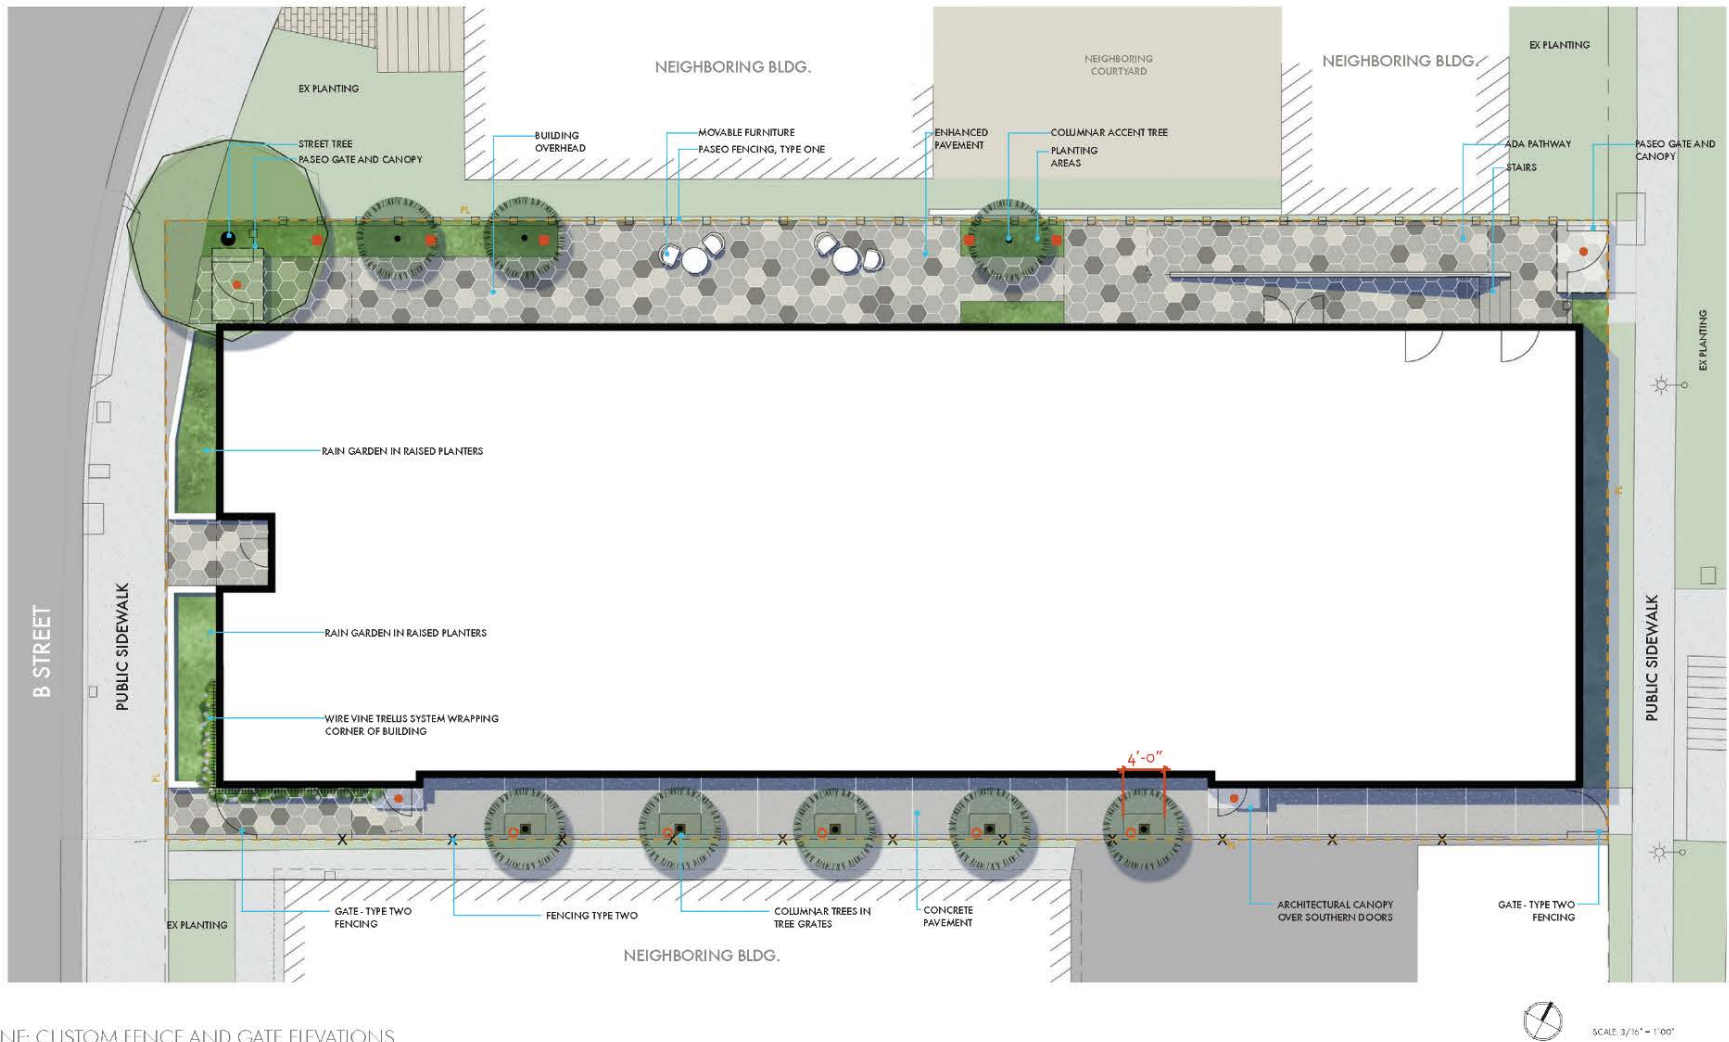 EX PLANTING
NEIGHBORING BLDG.
NEIGHBORING
COURTYARD
NEIGHBORING BLDG.
EX PLANTING
STREET TREE
PASEO GATE AND CANOPY
BUILDING
OVERHEAD
MOVABLE FURNITURE
PASEO FENCING, TYPE ONE
ENHANCED
PAVEMENT
COLUMNAR ACCENT TREE
PLANTING
AREAS
ADA PATHWAY
STAIRS
PASEO GATE AND
CANOPY
PL
EX PLANTING
RAIN GARDEN IN RAISED PLANTERS
PL
B STREET
PUBLIC SIDEWALK
RAIN GARDEN IN RAISED PLANTERS
PUBLIC SIDEWALK
WIRE VINE TRELLIS SYSTEM WRAPPING
CORNER OF BUILDING
PL
4'-0"
X X X X X X X X X X X
PL
EX PLANTING
GATE - TYPE TWO
FENCING
FENCING TYPE TWO
COLUMNAR TREES IN
TREE GRATES
CONCRETE
PAVEMENT
ARCHITECTURAL CANOPY
OVER SOUTHERN DOORS
GATE - TYPE TWO
FENCING
NEIGHBORING BLDG.
NE: CUSTOM FENCE AND GATE ELEVATIONS
SCALE: 3/16" = 1'00"